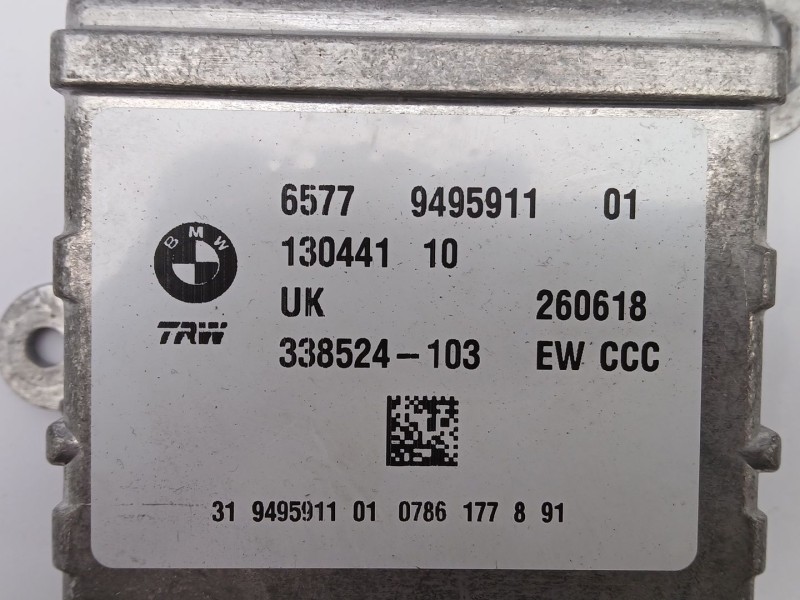 6577 9495911 01
BMW
130441 10
UK 260618
TRW
338524-103 EW CCC
31 9495911 01 0786 177 8 91